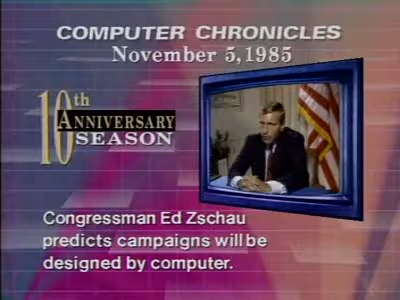 COMPUTER CHRONICLES
November 5, 1985
10th
ANNIVERSARY
SEASON
Congressman Ed Zschau
predicts campaigns will be
designed by computer.